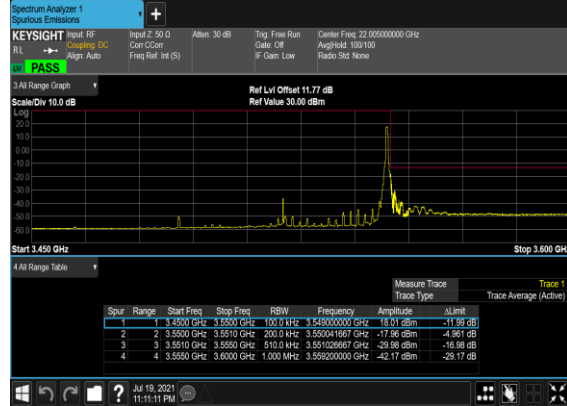 Spectrum Analyzer 1
Spurious Emissions
KEYSIGHT Input: RF Input Z: 50 Ω Atten: 30 dB Trig: Free Run Center Freq: 22.005000000 GHz
RL Coupling: DC Corr CCorr Gate: Off Avg|Hold: 100/100
Align: Auto Freq Ref: Int (S) IF Gain: Low Radio Std: None
PASS
3 All Range Graph
Ref Lvl Offset 11.77 dB
Scale/Div 10.0 dB Ref Value 30.00 dBm
Log
20.0
10.0
0.00
-10.0
-20.0
-30.0
-40.0
-50.0
-60.0
Start 3.450 GHz Stop 3.600 GHz
4 All Range Table
Measure Trace Trace 1
Trace Type Trace Average (Active)
Spur Range Start Freq Stop Freq RBW Frequency Amplitude ΔLimit
1 1 3.4500 GHz 3.5500 GHz 100.0 kHz 3.549000000 GHz 18.01 dBm -11.99 dB
2 2 3.5500 GHz 3.5510 GHz 200.0 kHz 3.550041667 GHz -17.96 dBm -4.961 dB
3 3 3.5510 GHz 3.5550 GHz 510.0 kHz 3.551026667 GHz -29.98 dBm -16.98 dB
4 4 3.5550 GHz 3.6000 GHz 1.000 MHz 3.559200000 GHz -42.17 dBm -29.17 dB
Jul 19, 2021
11:11:11 PM